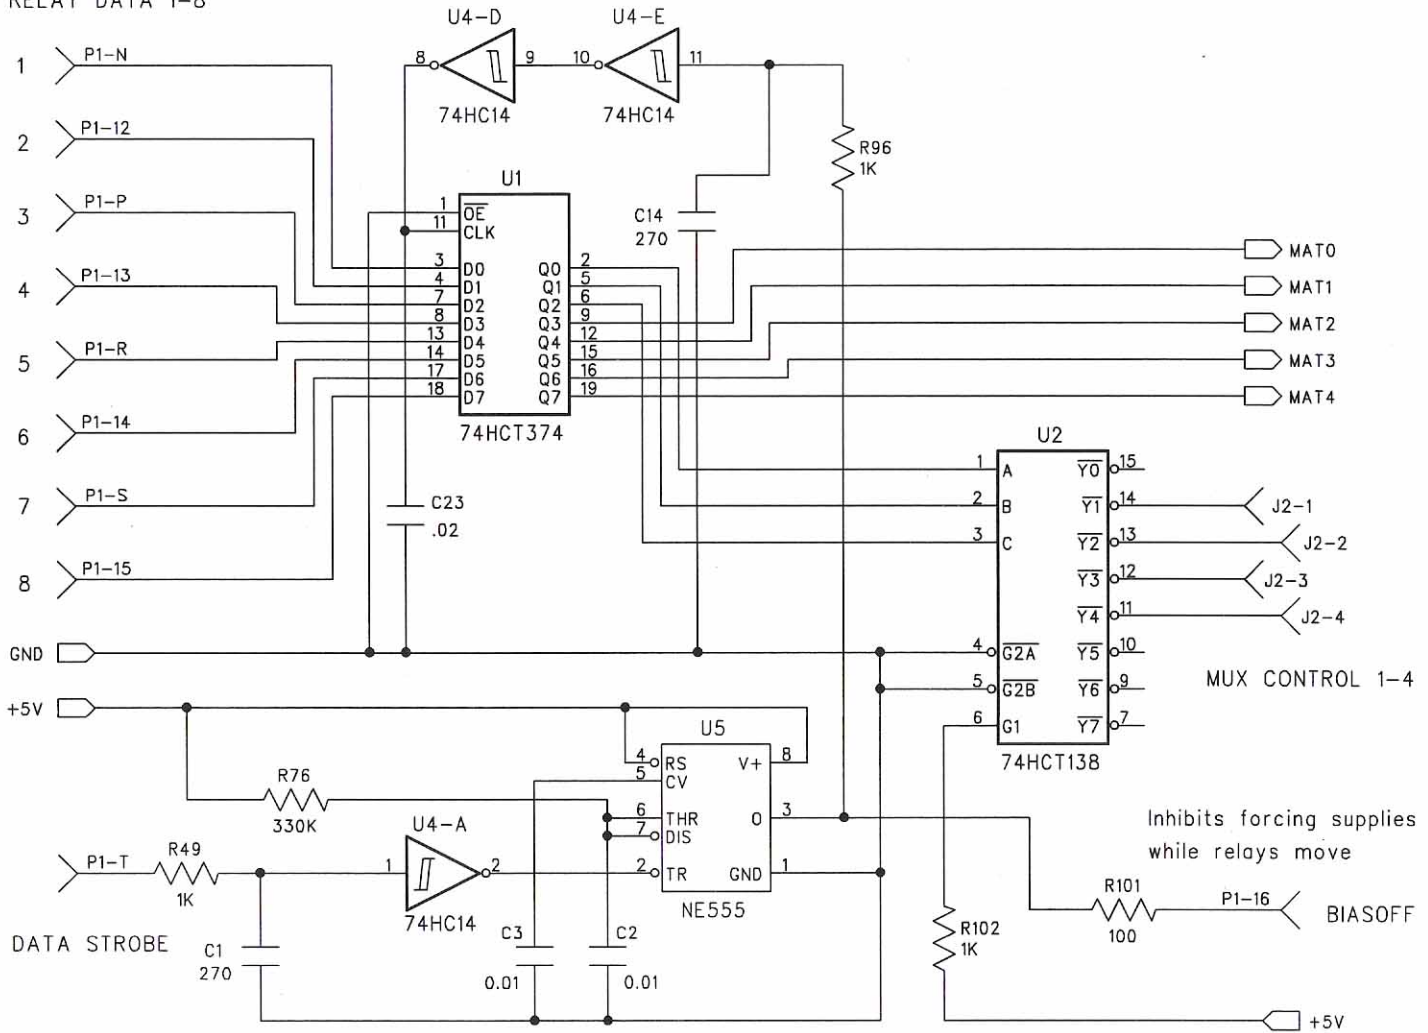 RELAY DATA 1-8
U4-D
U4-E
1
P1-N
8
9
10
11
74HC14
74HC14
2
P1-12
R96
1K
3
P1-P
U1
1
OE
11
CLK
C14
270
4
P1-13
3
D0
Q0
2
4
D1
Q1
5
7
D2
Q2
6
8
D3
Q3
9
13
D4
Q4
12
14
D5
Q5
15
17
D6
Q6
16
18
D7
Q7
19
74HCT374
MAT0
MAT1
MAT2
MAT3
MAT4
5
P1-R
6
P1-14
7
P1-S
8
P1-15
C23
.02
U2
1
A
Y0
15
2
B
Y1
14
J2-1
3
C
Y2
13
J2-2
Y3
12
J2-3
Y4
11
J2-4
4
G2A
Y5
10
5
G2B
Y6
9
6
G1
Y7
7
74HCT138
MUX CONTROL 1-4
GND
+5V
U5
4
RS
V+
8
5
CV
6
THR
O
3
7
DIS
2
TR
GND
1
NE555
R76
330K
U4-A
1
2
74HC14
P1-T
R49
1K
DATA STROBE
C1
270
C3
0.01
C2
0.01
Inhibits forcing supplies
while relays move
R101
100
P1-16
BIASOFF
R102
1K
+5V